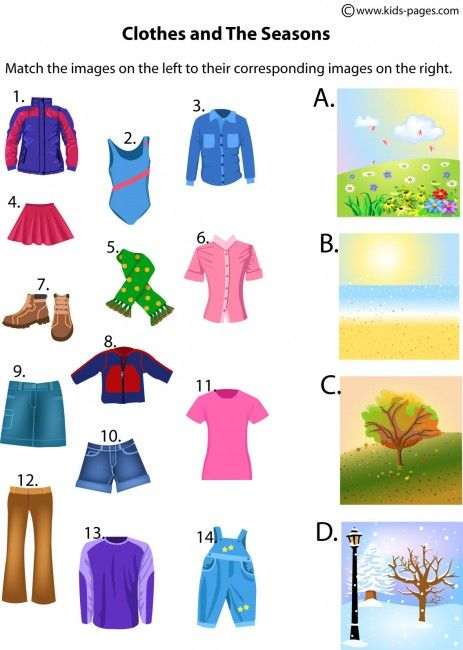 ©www.kids-pages.com
Clothes and The Seasons
Match the images on the left to their corresponding images on the right.
1.
2.
3.
A.
4.
5.
6.
B.
7.
8.
9.
10.
11.
C.
12.
13.
14.
D.